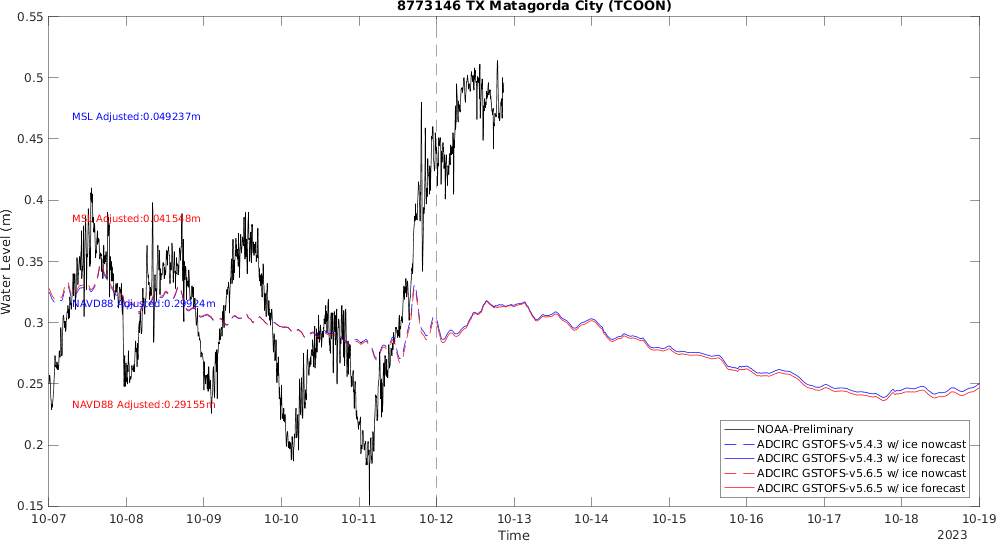 8773146 TX Matagorda City (TCOON)
0.55
0.5
0.45
0.4
0.35
0.3
0.25
0.2
0.15
Water Level (m)
MSL Adjusted:0.049237m
MSL Adjusted:0.041548m
NAVD88 Adjusted:0.29924m
NAVD88 Adjusted:0.29155m
NOAA-Preliminary
ADCIRC GSTOFS-v5.4.3 w/ ice nowcast
ADCIRC GSTOFS-v5.4.3 w/ ice forecast
ADCIRC GSTOFS-v5.6.5 w/ ice nowcast
ADCIRC GSTOFS-v5.6.5 w/ ice forecast
10-07 10-08 10-09 10-10 10-11 10-12 10-13 10-14 10-15 10-16 10-17 10-18 10-19
Time
2023